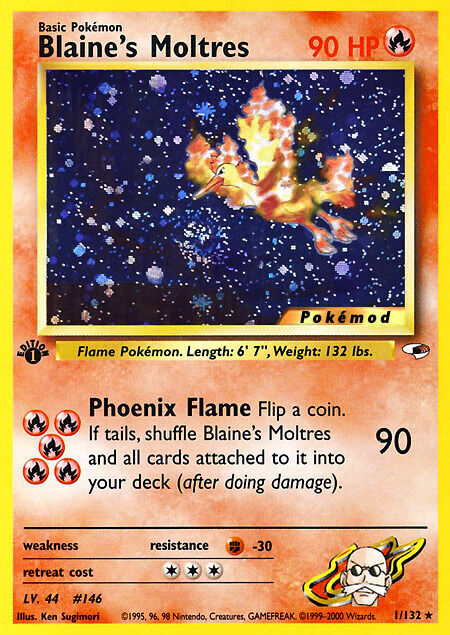 Basic Pokémon
Blaine's Moltres 90 HP
Pokémod
EDITION 1
Flame Pokémon. Length: 6' 7", Weight: 132 lbs.
Phoenix Flame Flip a coin.
If tails, shuffle Blaine's Moltres
and all cards attached to it into
your deck (after doing damage).
90
weakness resistance -30
retreat cost
LV. 44 #146
Illus. Ken Sugimori ©1995, 96, 98 Nintendo, Creatures, GAMEFREAK. ©1999-2000 Wizards. 1/132 ★